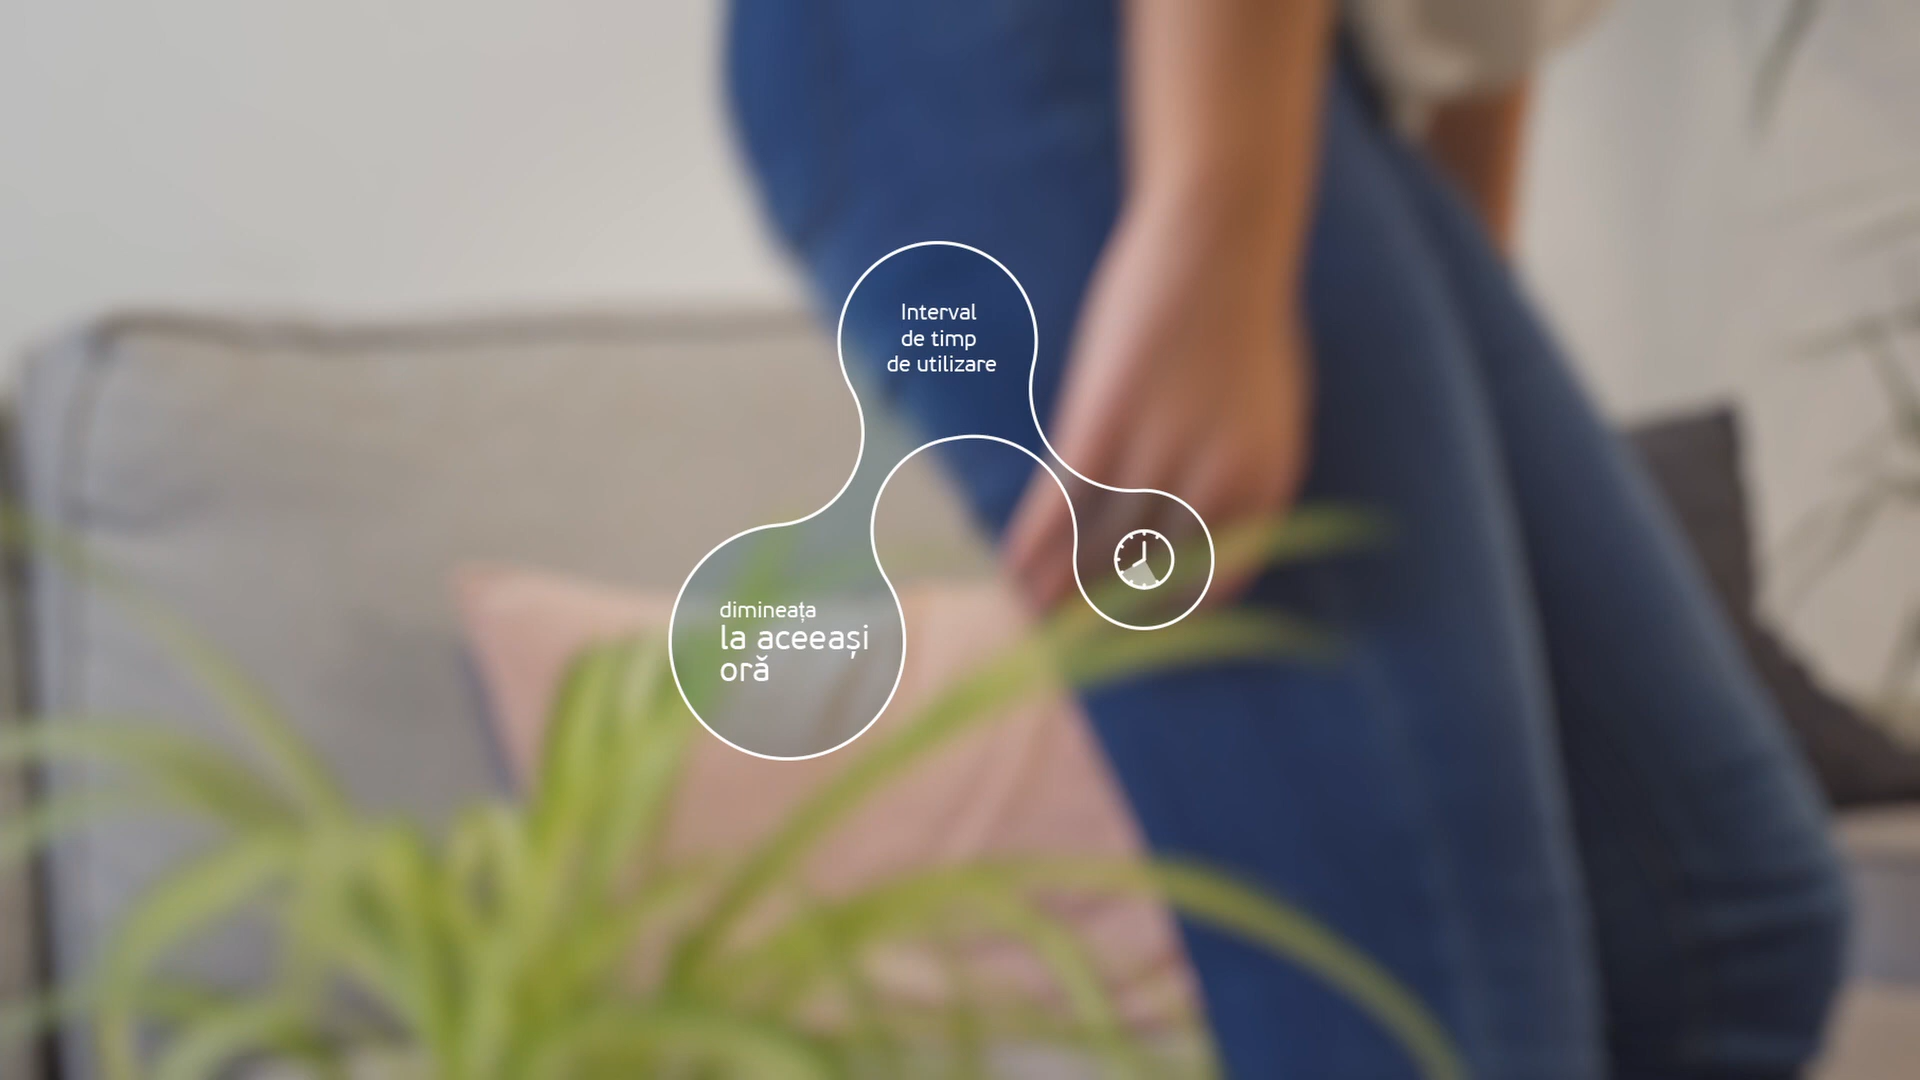 Interval
de timp
de utilizare
dimineața
la aceeași
oră